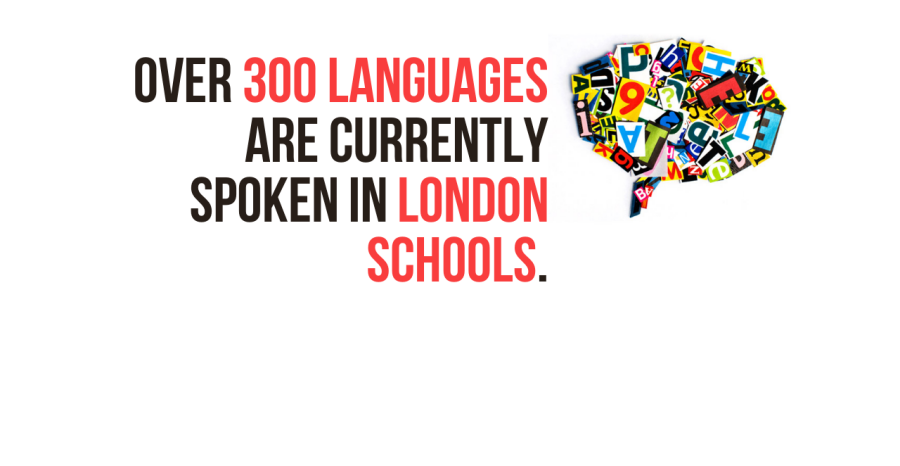 OVER 300 LANGUAGES
ARE CURRENTLY
SPOKEN IN LONDON
SCHOOLS.